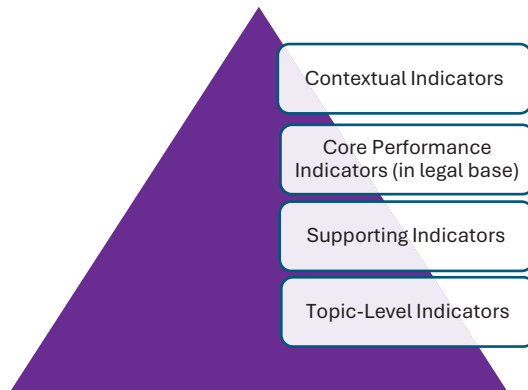 Contextual Indicators
Core Performance
Indicators (in legal base)
Supporting Indicators
Topic-Level Indicators